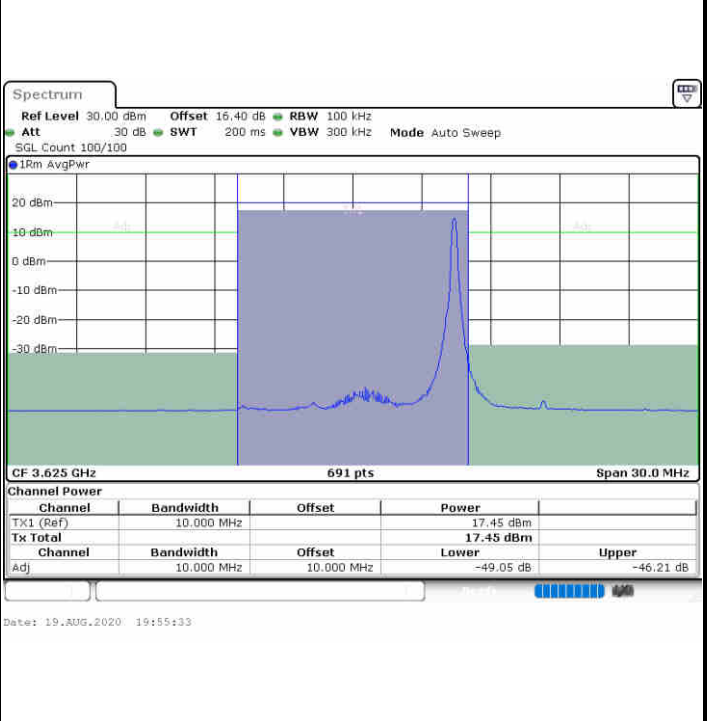 Spectrum
Ref Level 30.00 dBm Offset 16.40 dB RBW 100 kHz
Att 30 dB SWT 200 ms VBW 300 kHz Mode Auto Sweep
SGL Count 100/100
1Rm AvgPwr
20 dBm
Adj Adj
10 dBm
0 dBm
-10 dBm
-20 dBm
-30 dBm
CF 3.625 GHz 691 pts Span 30.0 MHz
Channel Power
Channel Bandwidth Offset Power
TX1 (Ref) 10.000 MHz 17.45 dBm
Tx Total 17.45 dBm
Channel Bandwidth Offset Lower Upper
Adj 10.000 MHz 10.000 MHz -49.05 dB -46.21 dB
Date: 19.AUG.2020 19:55:33